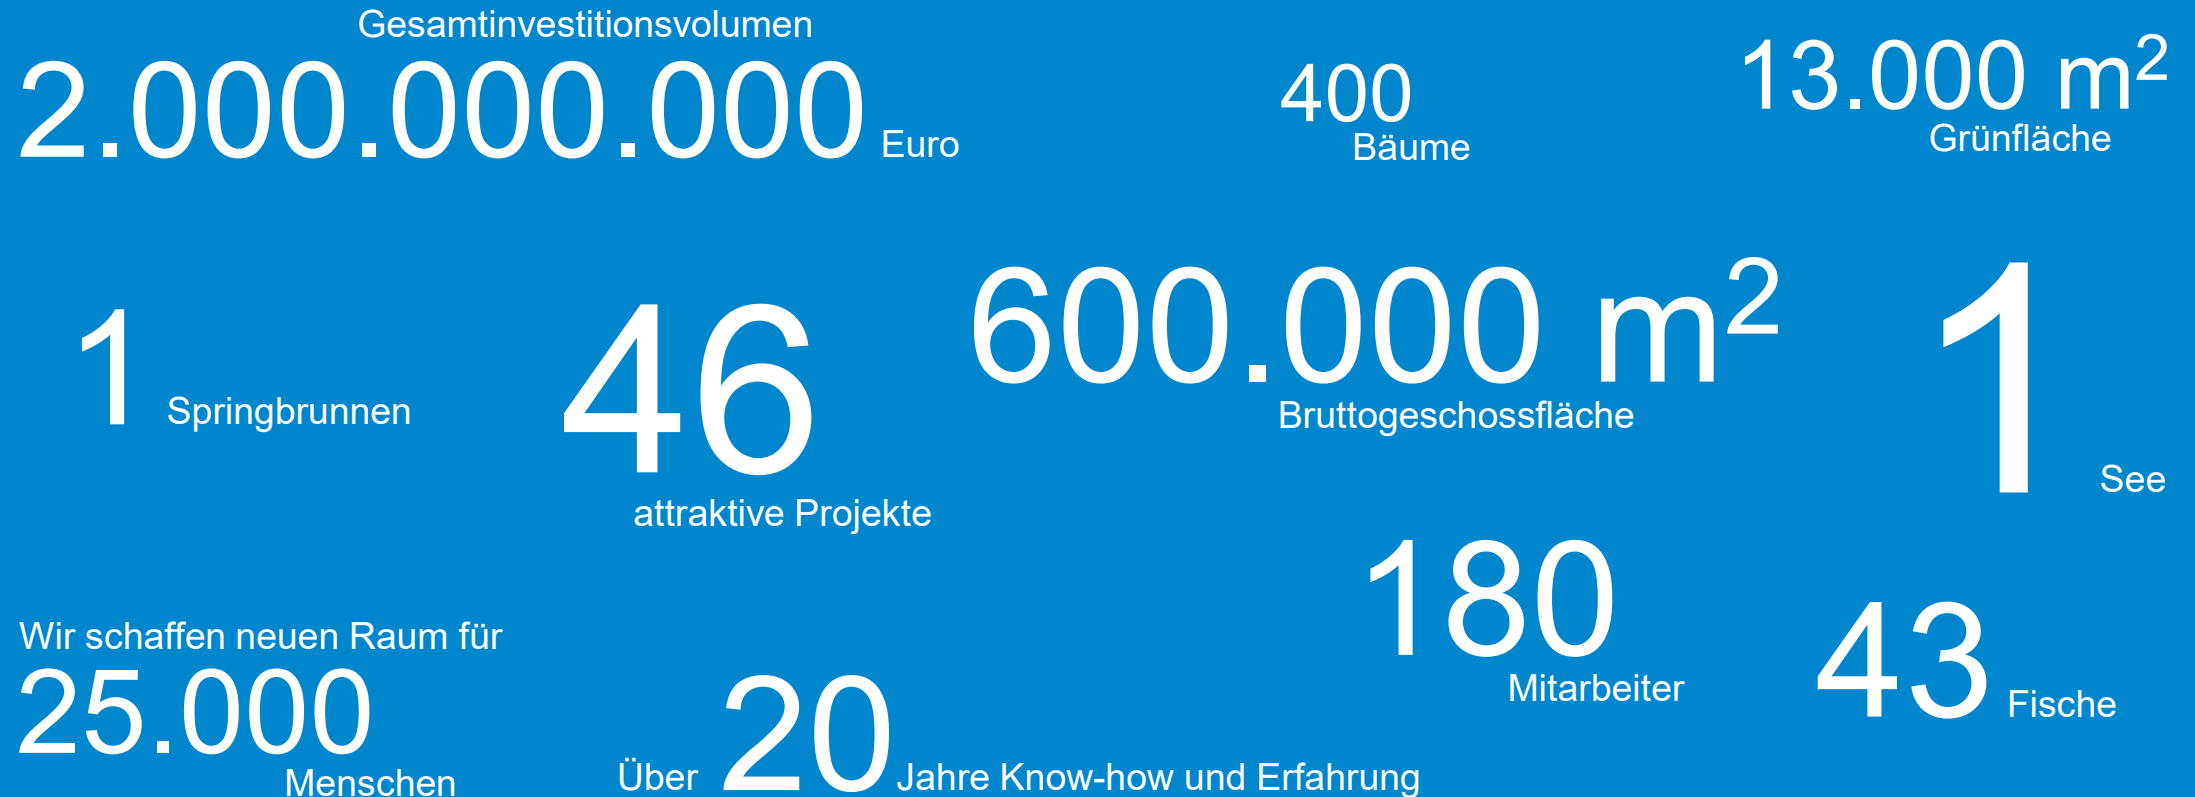 Gesamtinvestitionsvolumen
2.000.000.000 Euro
400
Bäume
13.000 m²
Grünfläche
1 Springbrunnen
46
attraktive Projekte
600.000 m²
Bruttogeschossfläche
1 See
Wir schaffen neuen Raum für
25.000
Menschen
Über 20 Jahre Know-how und Erfahrung
180
Mitarbeiter
43 Fische